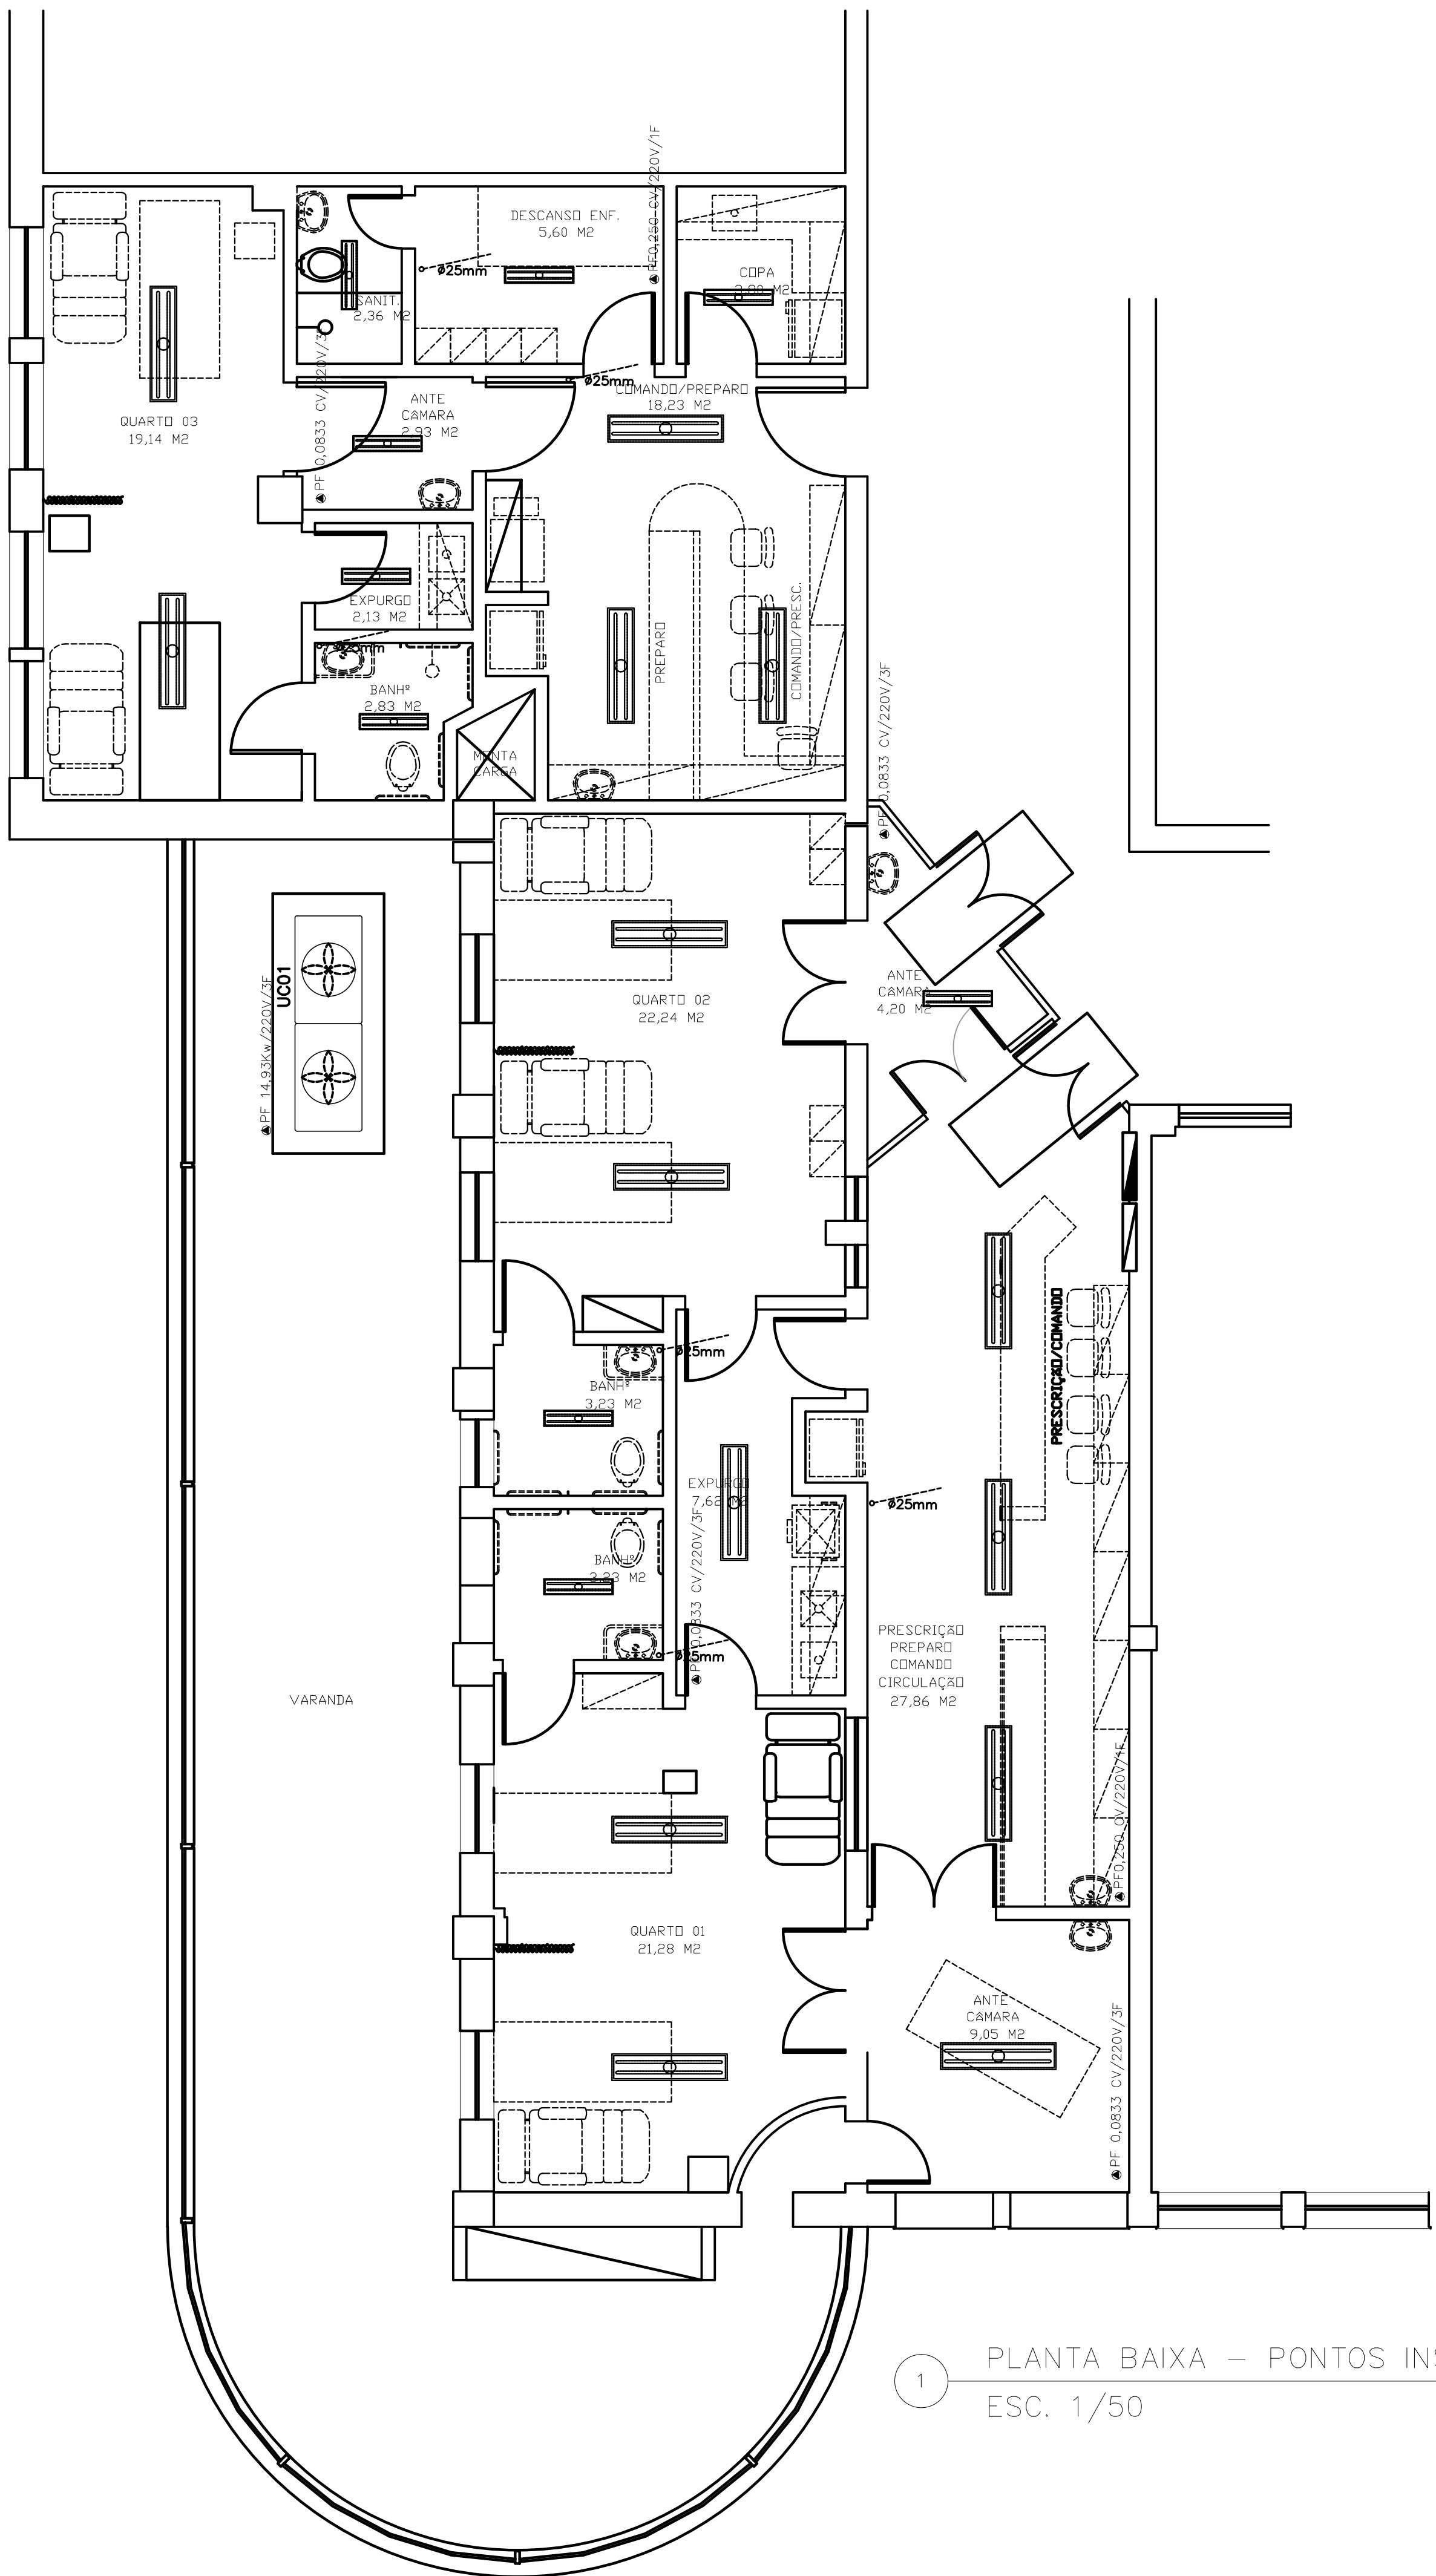 PF0,250 CV/220V/1F
DESCANSO ENF.
5,60 M2
ø25mm
COPA
SANIT.
2,36 M2
PF 0,0833 CV/220V/3F
ANTE
CÂMARA
2,93 M2
ø25mm
COMANDO/PREPARO
18,23 M2
QUARTO 03
19,14 M2
EXPURGO
2,13 M2
ø25mm
BANHº
2,83 M2
PREPARO
COMANDO/PRESC.
MONTA
CARGA
PF 0,0833 CV/220V/3F
UC01
PF 14,93Kw/220V/3F
QUARTO 02
22,24 M2
ANTE
CÂMARA
4,20 M2
PRESCRIÇÃO/COMANDO
ø25mm
BANHº
3,23 M2
EXPURGO
7,62 M2
ø25mm
PF 0,0833 CV/220V/3F
BANHº
3,23 M2
ø25mm
PRESCRIÇÃO
PREPARO
COMANDO
CIRCULAÇÃO
27,86 M2
VARANDA
PF0,250 CV/220V/1F
QUARTO 01
21,28 M2
ANTE
CÂMARA
9,05 M2
PF 0,0833 CV/220V/3F
1
PLANTA BAIXA – PONTOS INS
ESC. 1/50